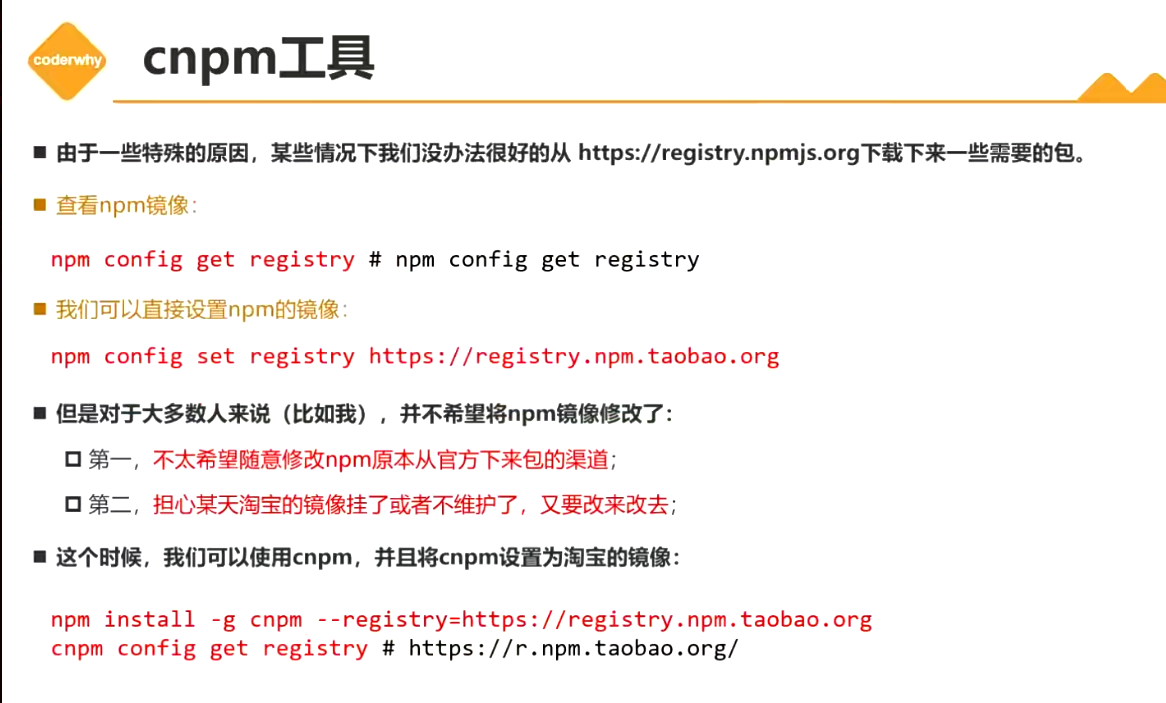 coderwhy
cnpm工具
由于一些特殊的原因，某些情况下我们没办法很好的从 https://registry.npmjs.org下载下来一些需要的包。
查看npm镜像：
npm config get registry # npm config get registry
我们可以直接设置npm的镜像：
npm config set registry https://registry.npm.taobao.org
但是对于大多数人来说（比如我），并不希望将npm镜像修改了：
第一，不太希望随意修改npm原本从官方下来包的渠道；
第二，担心某天淘宝的镜像挂了或者不维护了，又要改来改去；
这个时候，我们可以使用cnpm，并且将cnpm设置为淘宝的镜像：
npm install -g cnpm --registry=https://registry.npm.taobao.org
cnpm config get registry # https://r.npm.taobao.org/